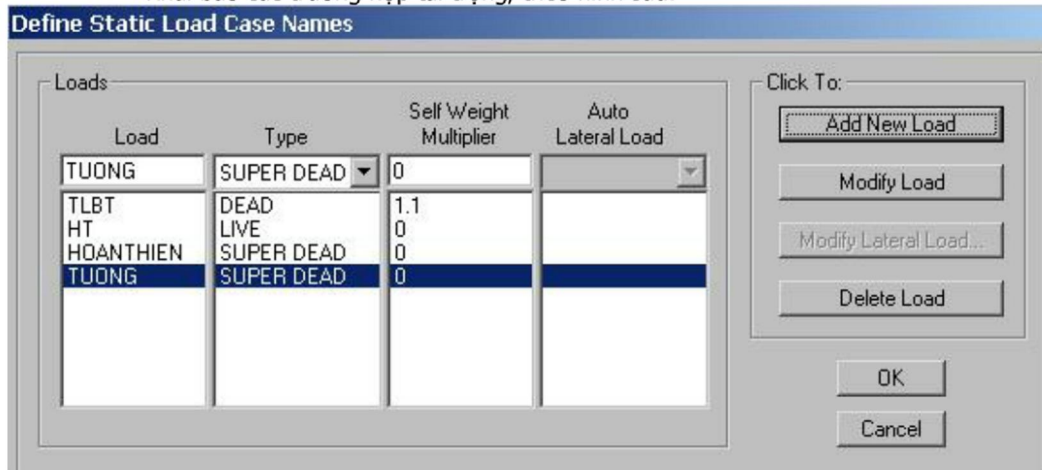 Define Static Load Case Names
Loads
Load Type Self Weight Multiplier Auto Lateral Load
TUONG SUPER DEAD 0
TLBT DEAD 1.1
HT LIVE 0
HOANTHIEN SUPER DEAD 0
TUONG SUPER DEAD 0
Click To:
Add New Load
Modify Load
Modify Lateral Load...
Delete Load
OK
Cancel